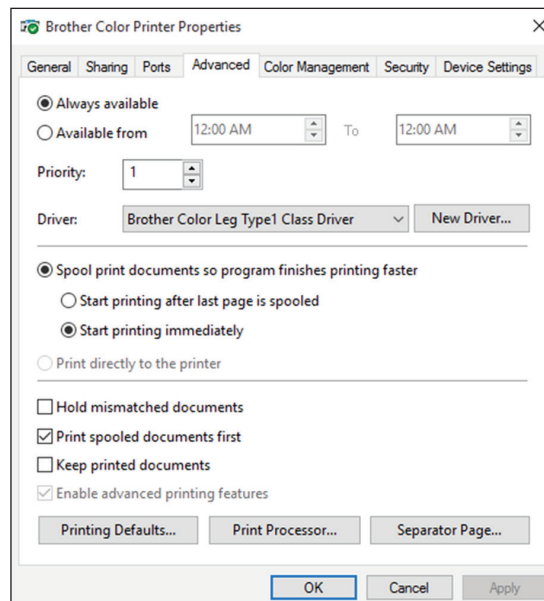 Brother Color Printer Properties
General Sharing Ports Advanced Color Management Security Device Settings
Always available
Available from 12:00 AM To 12:00 AM
Priority: 1
Driver: Brother Color Leg Type1 Class Driver New Driver...
Spool print documents so program finishes printing faster
Start printing after last page is spooled
Start printing immediately
Print directly to the printer
Hold mismatched documents
Print spooled documents first
Keep printed documents
Enable advanced printing features
Printing Defaults... Print Processor... Separator Page...
OK Cancel Apply